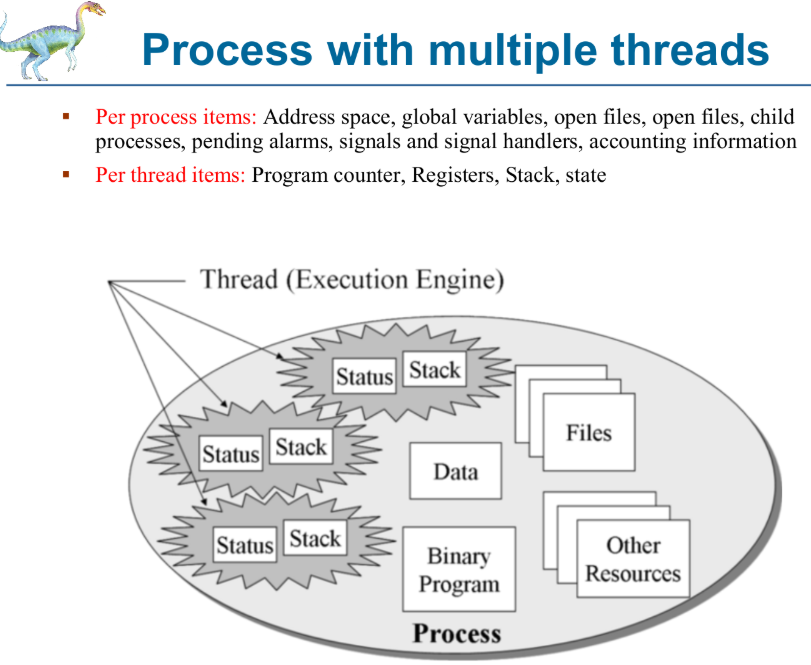 Process with multiple threads
▪ Per process items: Address space, global variables, open files, open files, child
processes, pending alarms, signals and signal handlers, accounting information
▪ Per thread items: Program counter, Registers, Stack, state
Thread (Execution Engine)
Status
Stack
Status
Stack
Files
Data
Status
Stack
Binary
Program
Other
Resources
Process